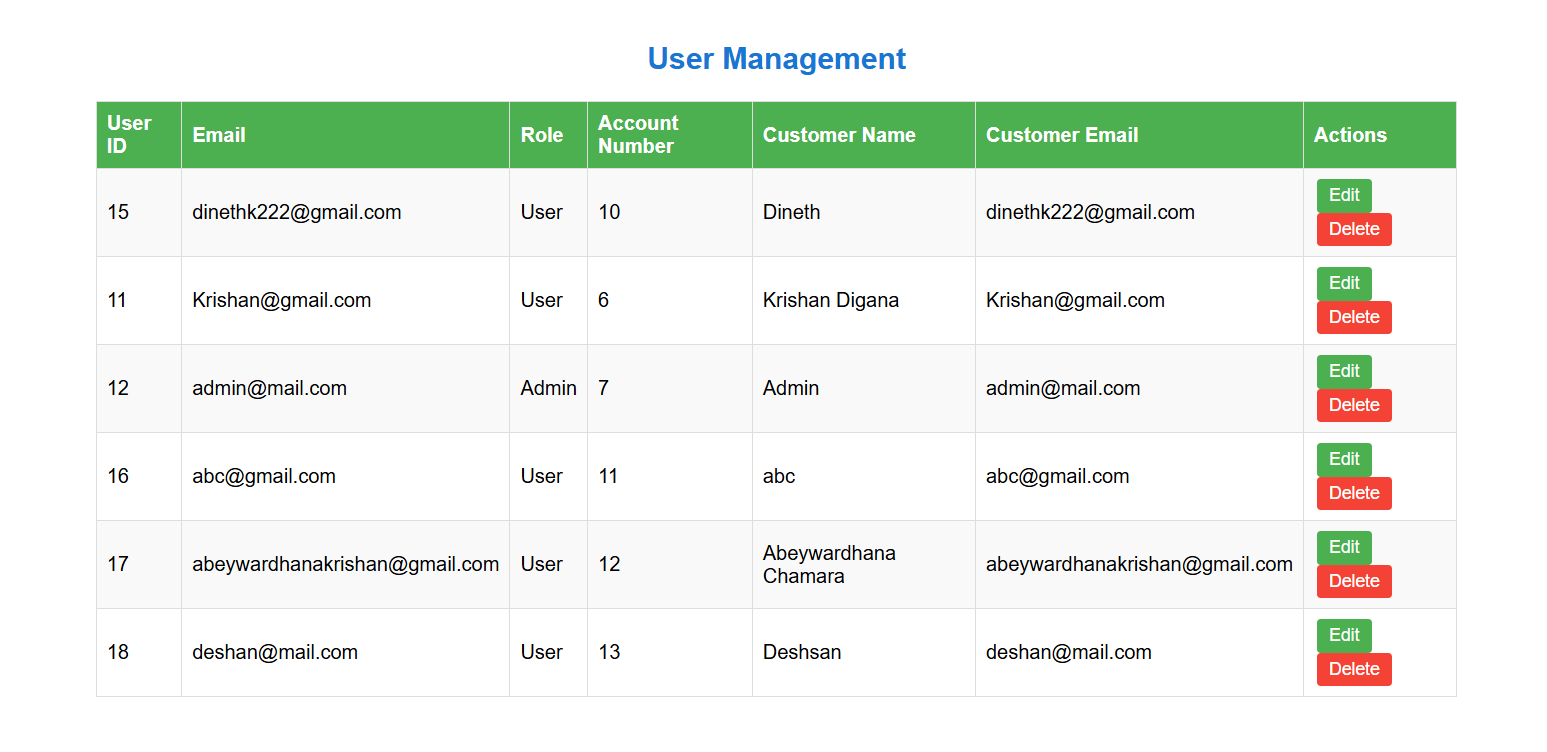 User Management
User ID Email Role Account Number Customer Name Customer Email Actions
15 dinethk222@gmail.com User 10 Dineth dinethk222@gmail.com Edit Delete
11 Krishan@gmail.com User 6 Krishan Digana Krishan@gmail.com Edit Delete
12 admin@mail.com Admin 7 Admin admin@mail.com Edit Delete
16 abc@gmail.com User 11 abc abc@gmail.com Edit Delete
17 abeywardhanakrishan@gmail.com User 12 Abeywardhana Chamara abeywardhanakrishan@gmail.com Edit Delete
18 deshan@mail.com User 13 Deshsan deshan@mail.com Edit Delete